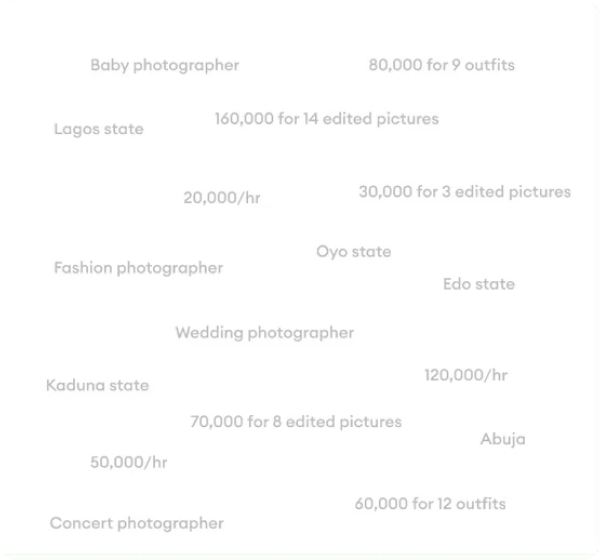 Baby photographer
80,000 for 9 outfits
160,000 for 14 edited pictures
Lagos state
30,000 for 3 edited pictures
20,000/hr
Oyo state
Fashion photographer
Edo state
Wedding photographer
120,000/hr
Kaduna state
70,000 for 8 edited pictures
Abuja
50,000/hr
60,000 for 12 outfits
Concert photographer